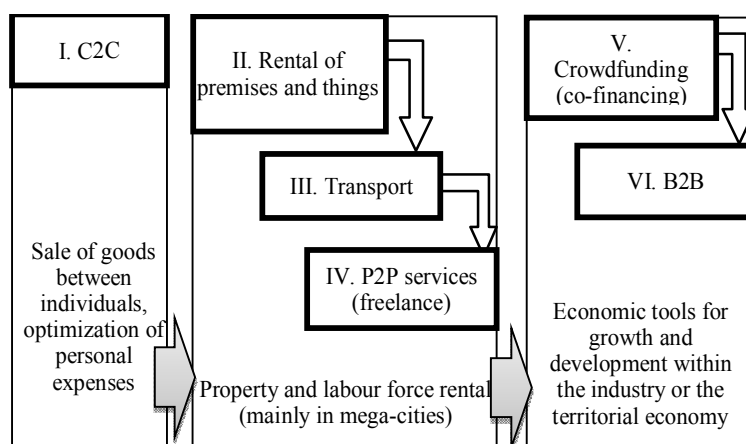 I. C2C
Sale of goods
between
individuals,
optimization of
personal
expenses
II. Rental of
premises and things
III. Transport
IV. P2P services
(freelance)
Property and labour force rental
(mainly in mega-cities)
V.
Crowdfunding
(co-financing)
VI. B2B
Economic tools for
growth and
development within
the industry or the
territorial economy